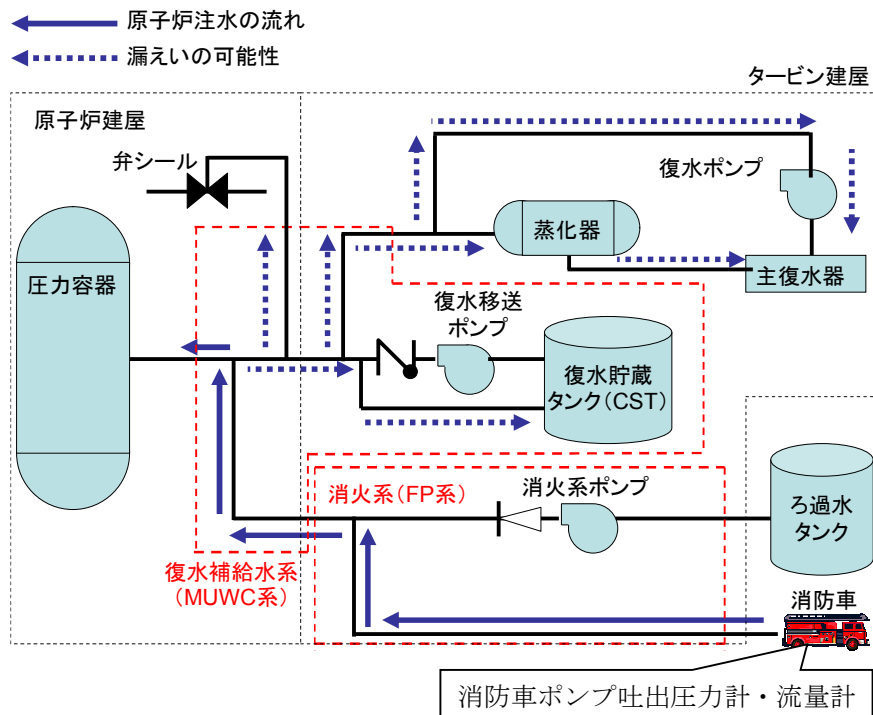 原子炉注水の流れ
漏えいの可能性
タービン建屋
原子炉建屋
弁シール
復水ポンプ
蒸化器
圧力容器
主復水器
復水移送
ポンプ
復水貯蔵
タンク(CST)
消火系(FP系)
消火系ポンプ
ろ過水
タンク
復水補給水系
(MUWC系)
消防車
消防車ポンプ吐出圧力計・流量計